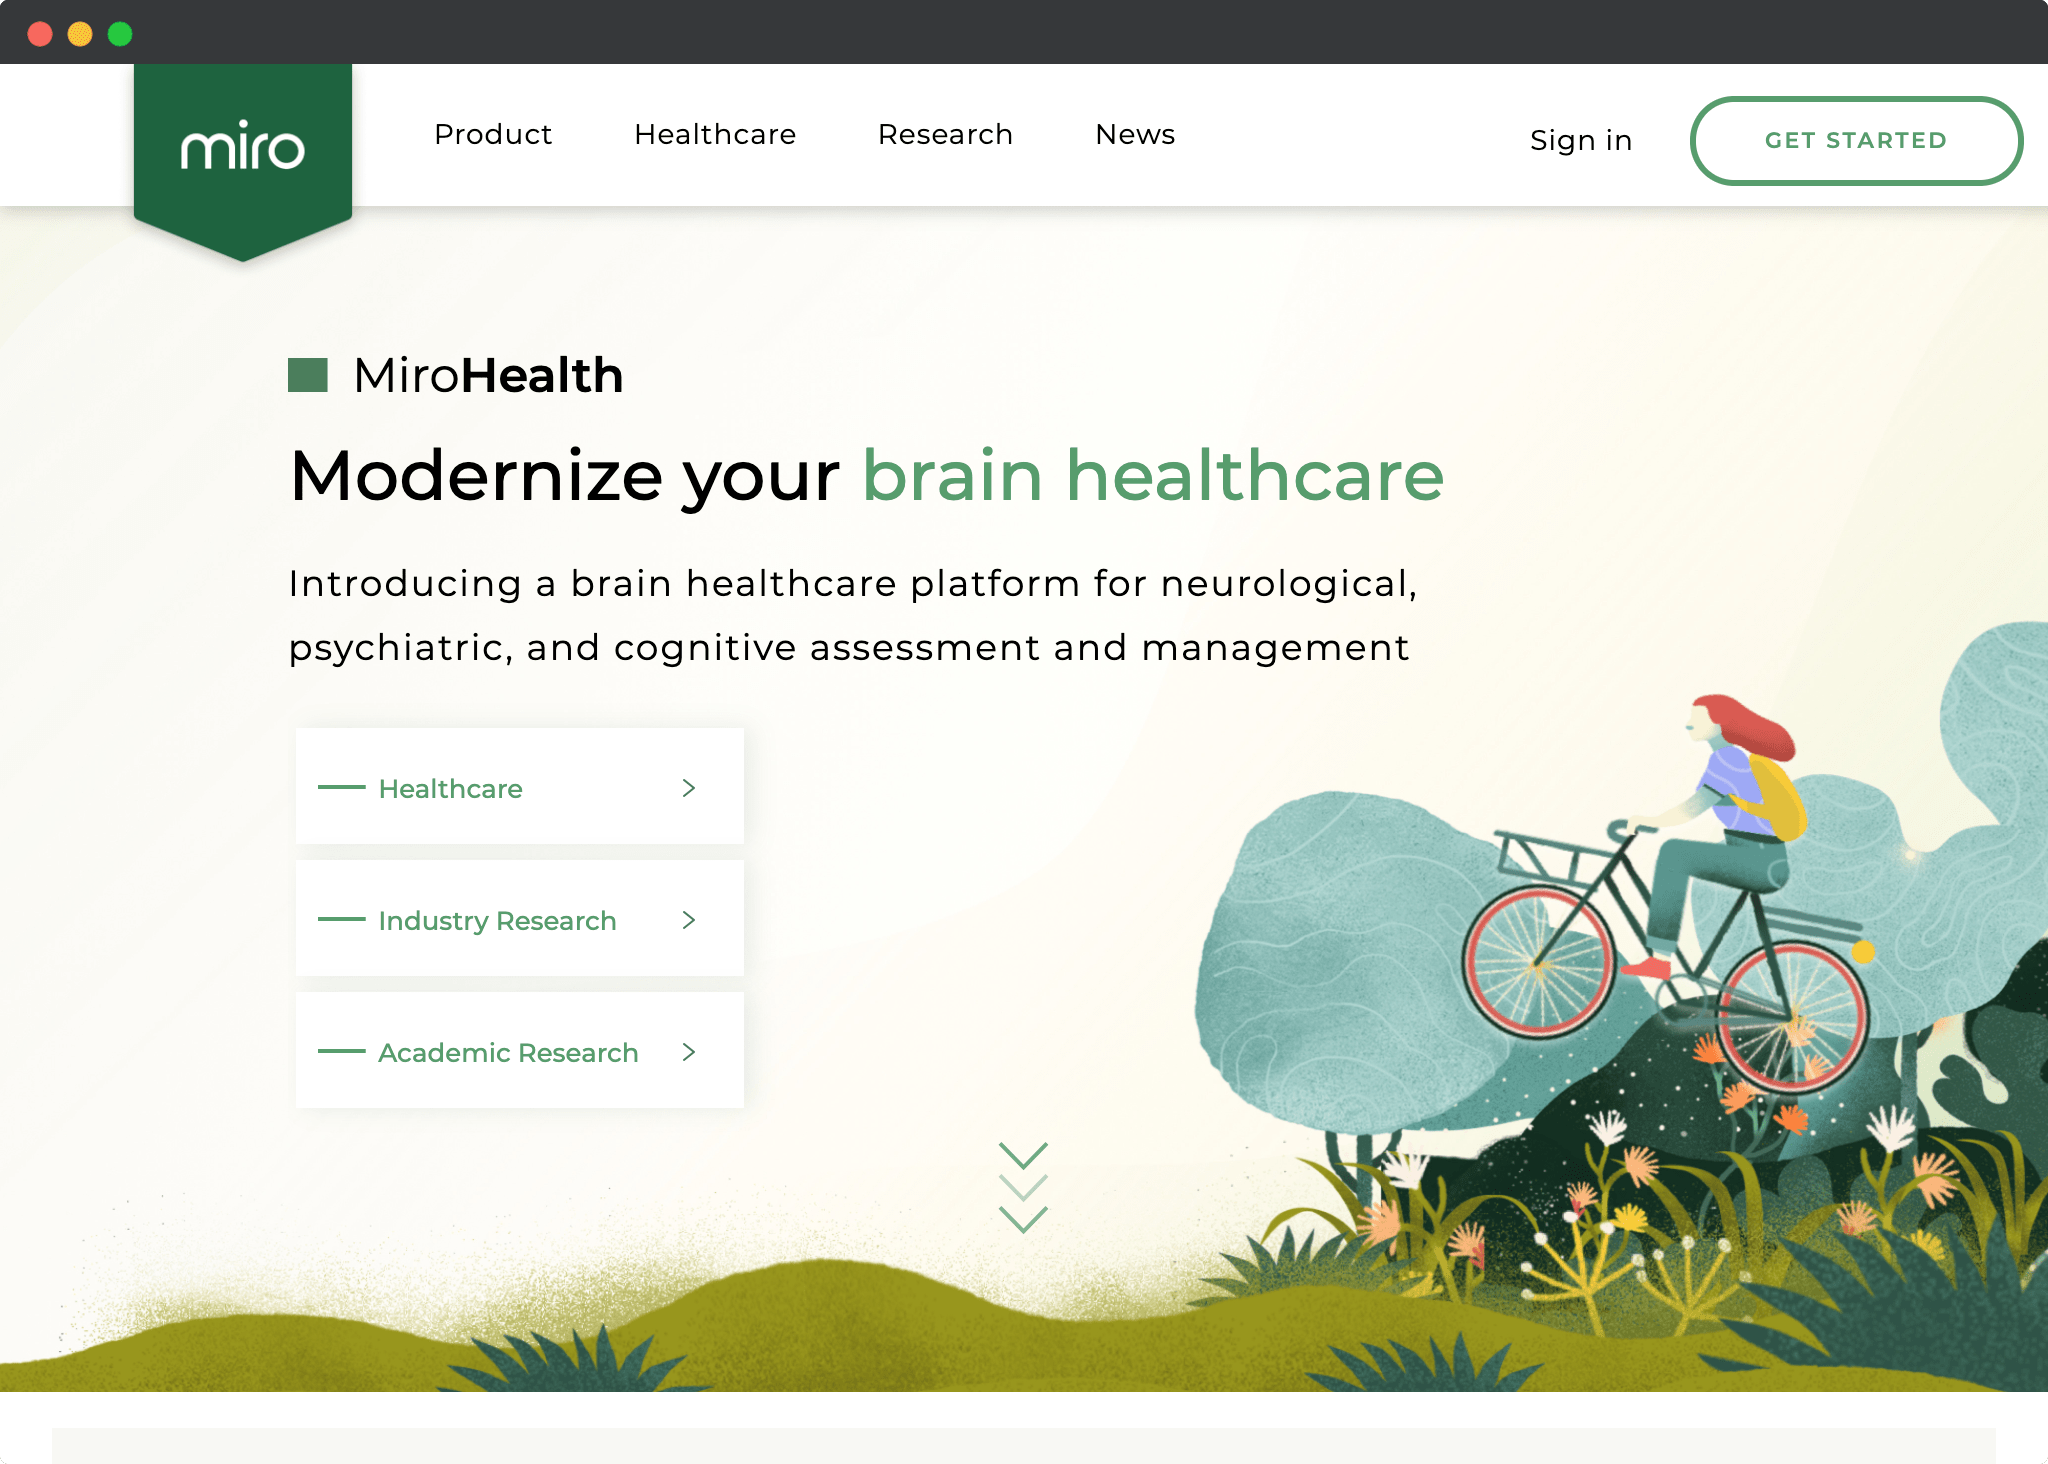 miro
Product
Healthcare
Research
News
Sign in
GET STARTED
MiroHealth
Modernize your brain healthcare
Introducing a brain healthcare platform for neurological,
psychiatric, and cognitive assessment and management
Healthcare
Industry Research
Academic Research